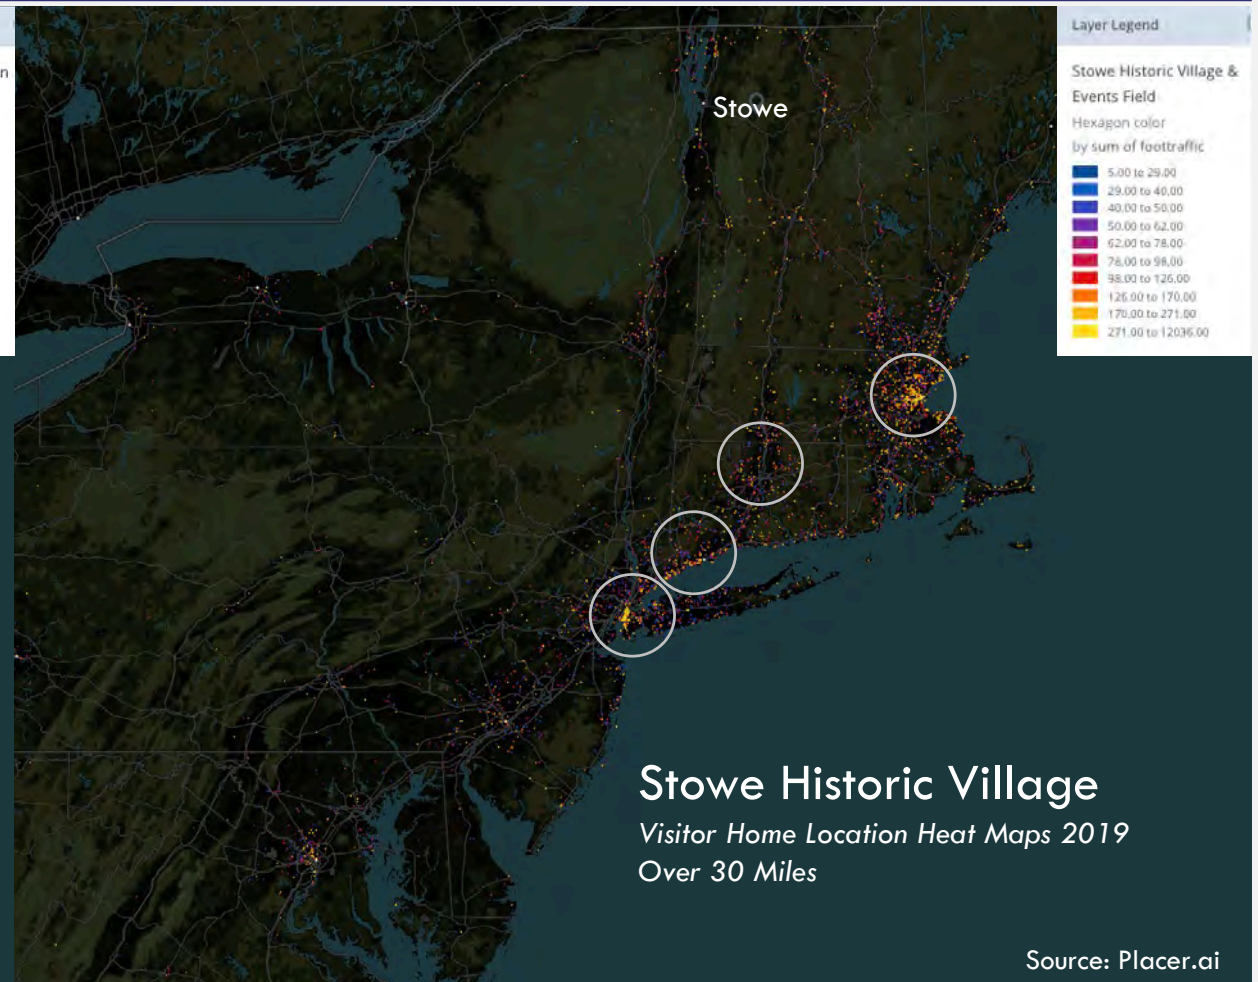 n
Layer Legend
Stowe Historic Village &
Events Field
Hexagon color
by sum of foottraffic
5.00 to 29.00
29.00 to 40.00
40.00 to 50.00
50.00 to 62.00
62.00 to 78.00
78.00 to 98.00
98.00 to 126.00
126.00 to 170.00
170.00 to 271.00
271.00 to 12036.00
Stowe
Stowe Historic Village
Visitor Home Location Heat Maps 2019
Over 30 Miles
Source: Placer.ai